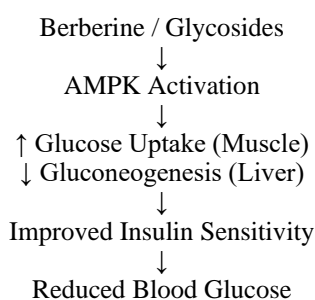 Berberine / Glycosides
↓
AMPK Activation
↓
↑ Glucose Uptake (Muscle)
↓ Gluconeogenesis (Liver)
↓
Improved Insulin Sensitivity
↓
Reduced Blood Glucose